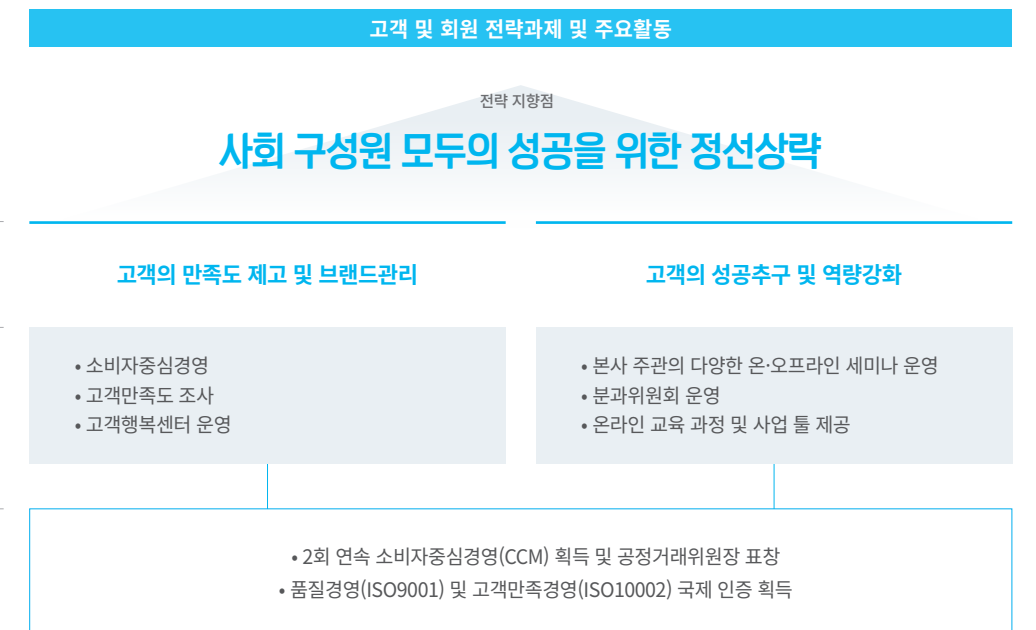 고객 및 회원 전략과제 및 주요활동
전략 지향점
사회 구성원 모두의 성공을 위한 정선상략
고객의 만족도 제고 및 브랜드관리
고객의 성공추구 및 역량강화
• 소비자중심경영
• 고객만족도 조사
• 고객행복센터 운영
• 본사 주관의 다양한 온·오프라인 세미나 운영
• 분과위원회 운영
• 온라인 교육 과정 및 사업 툴 제공
• 2회 연속 소비자중심경영(CCM) 획득 및 공정거래위원장 표창
• 품질경영(ISO9001) 및 고객만족경영(ISO10002) 국제 인증 획득